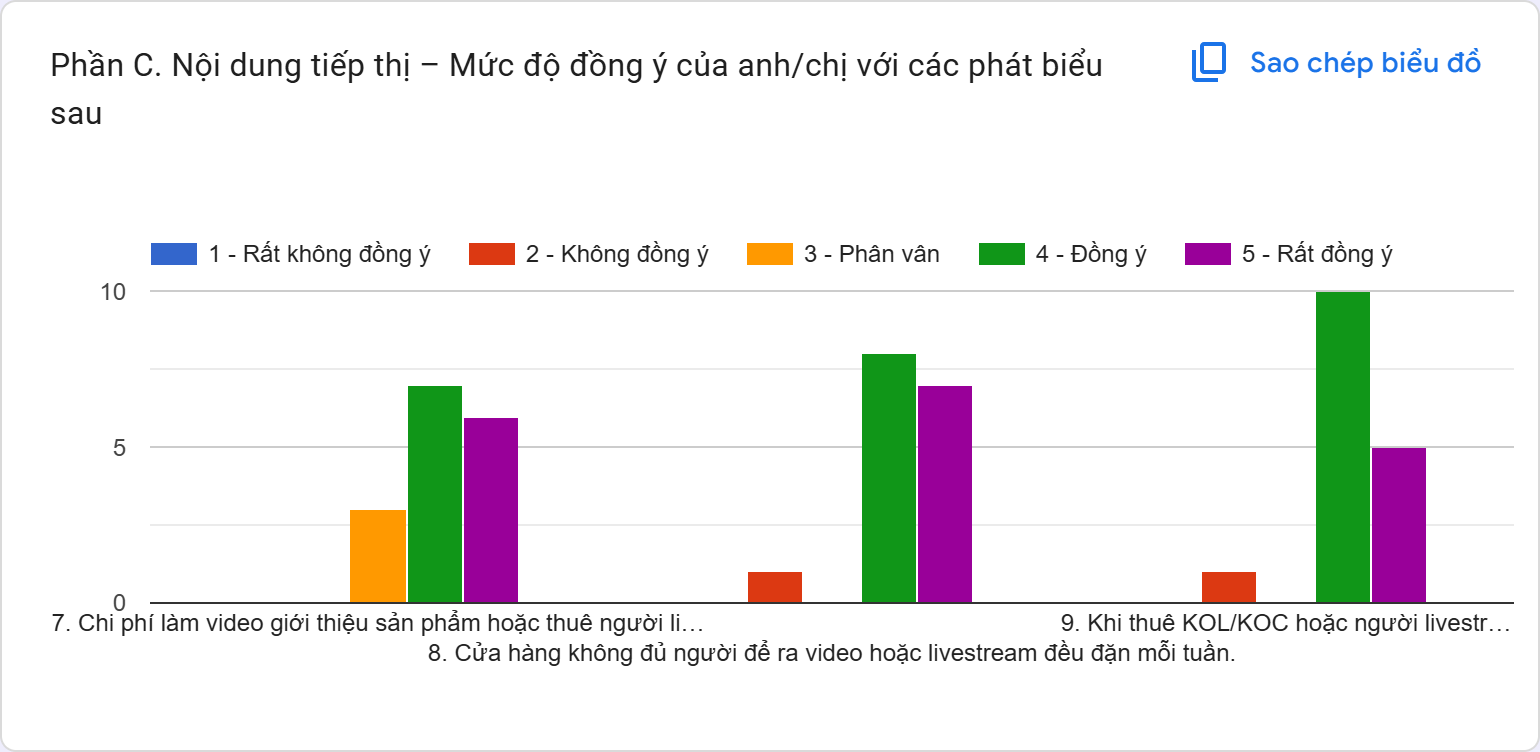 Phần C. Nội dung tiếp thị – Mức độ đồng ý của anh/chị với các phát biểu
sau
Sao chép biểu đồ
1 - Rất không đồng ý
2 - Không đồng ý
3 - Phân vân
4 - Đồng ý
5 - Rất đồng ý
10
5
0
7. Chi phí làm video giới thiệu sản phẩm hoặc thuê người li…
9. Khi thuê KOL/KOC hoặc người livestr…
8. Cửa hàng không đủ người để ra video hoặc livestream đều đặn mỗi tuần.